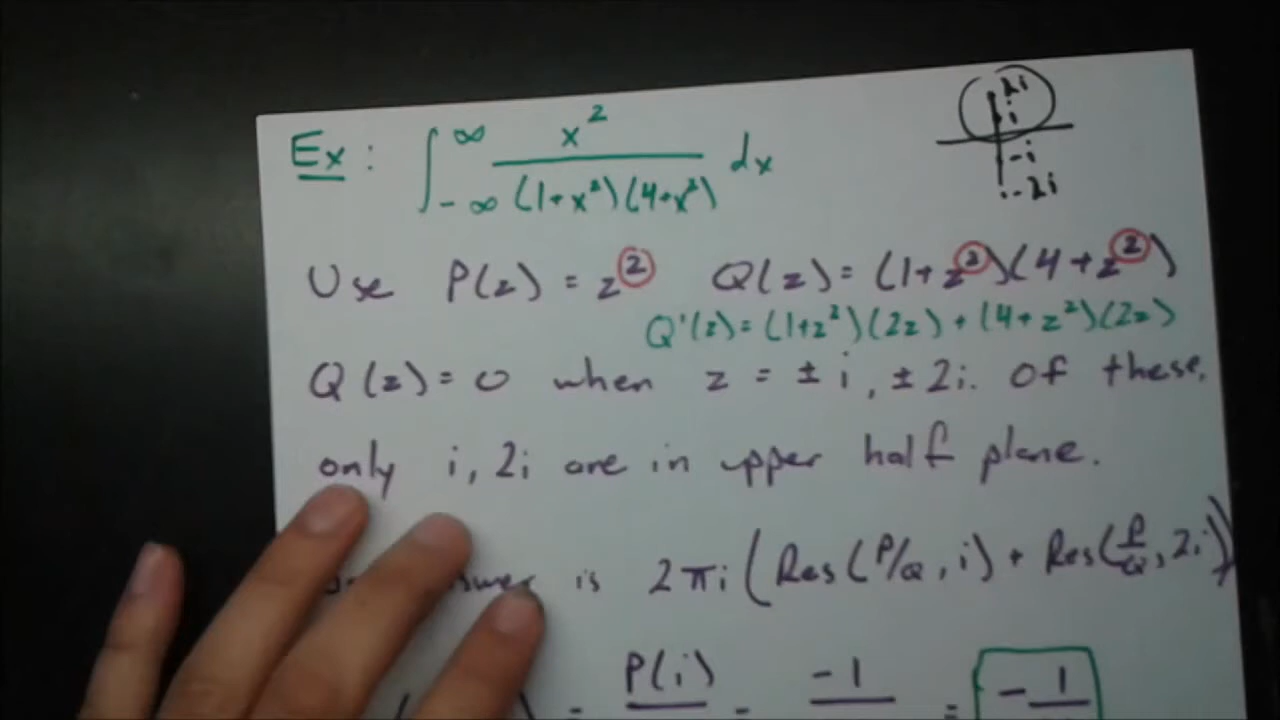 Ex: ∫_{-∞}^{∞} x² / (1+x²)(4+x²) dx
2i
i
-i
-2i
Use P(z) = z² Q(z) = (1+z²)(4+z²)
Q'(z) = (1+z²)(2z) + (4+z²)(2z)
Q(z) = 0 when z = ± i, ± 2i. Of these,
only i, 2i are in upper half plane.
is 2πi (Res(P/Q, i) + Res(P/Q, 2i))
= P(i) = -1 = -1